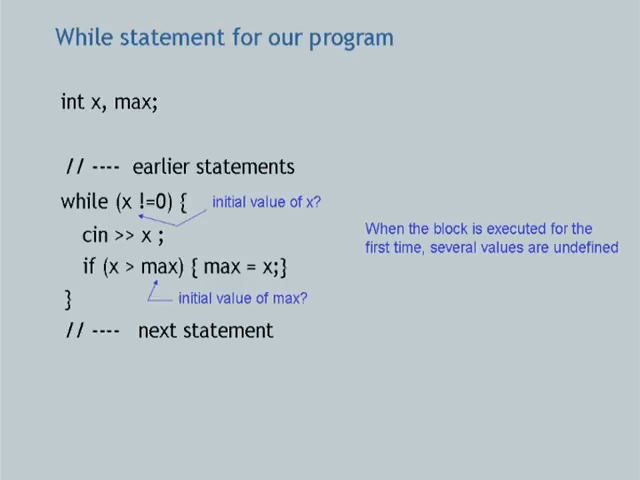 While statement for our program
int x, max;
// ---- earlier statements
while (x !=0) {
initial value of x?
cin >> x ;
When the block is executed for the
first time, several values are undefined
if (x > max) { max = x;}
}
initial value of max?
// ---- next statement